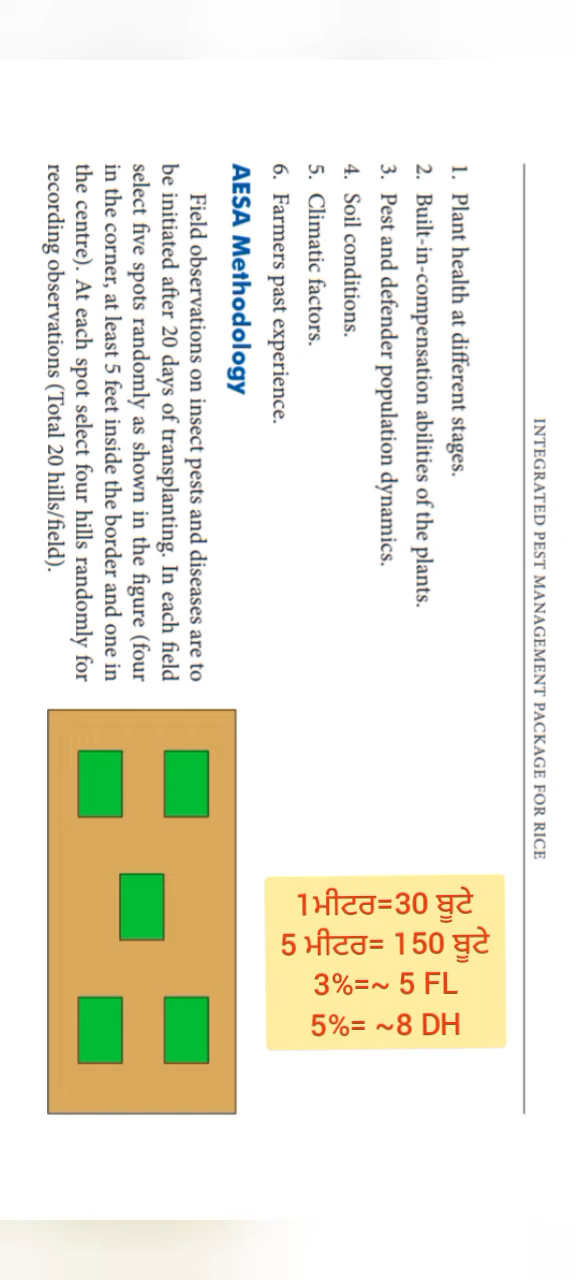 INTEGRATED PEST MANAGEMENT PACKAGE FOR RICE
1. Plant health at different stages.
2. Built-in-compensation abilities of the plants.
3. Pest and defender population dynamics.
4. Soil conditions.
5. Climatic factors.
6. Farmers past experience.
AESA Methodology
Field observations on insect pests and diseases are to
be initiated after 20 days of transplanting. In each field
select five spots randomly as shown in the figure (four
in the corner, at least 5 feet inside the border and one in
the centre). At each spot select four hills randomly for
recording observations (Total 20 hills/field).
1ਮੀਟਰ=30 ਬੂਟੇ
5 ਮੀਟਰ= 150 ਬੂਟੇ
3%=~ 5 FL
5%= ~8 DH